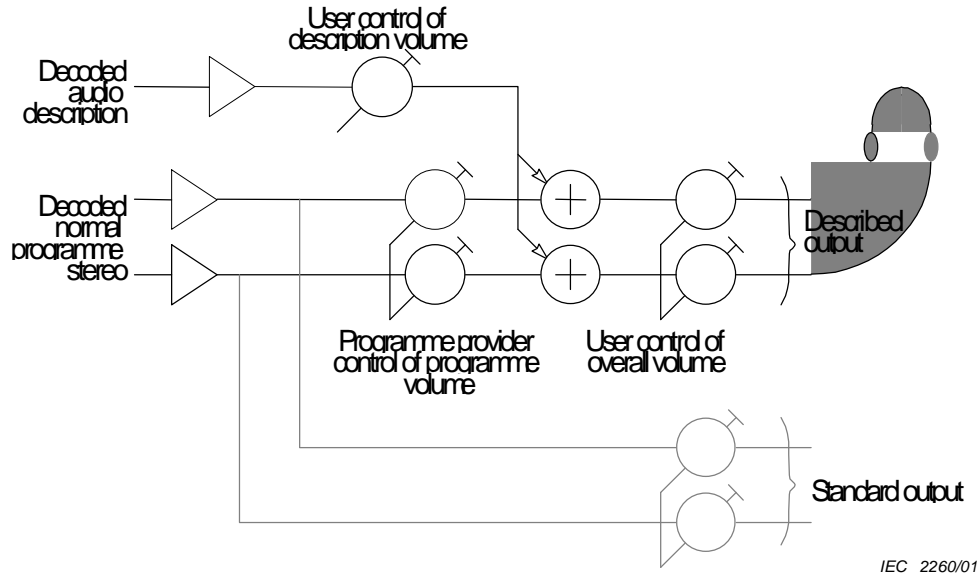 User control of
description volume
Decoded
audio
description
Decoded
normal
programme
stereo
Described
output
Programme provider
control of programme
volume
User control of
overall volume
Standard output
IEC 2260/01